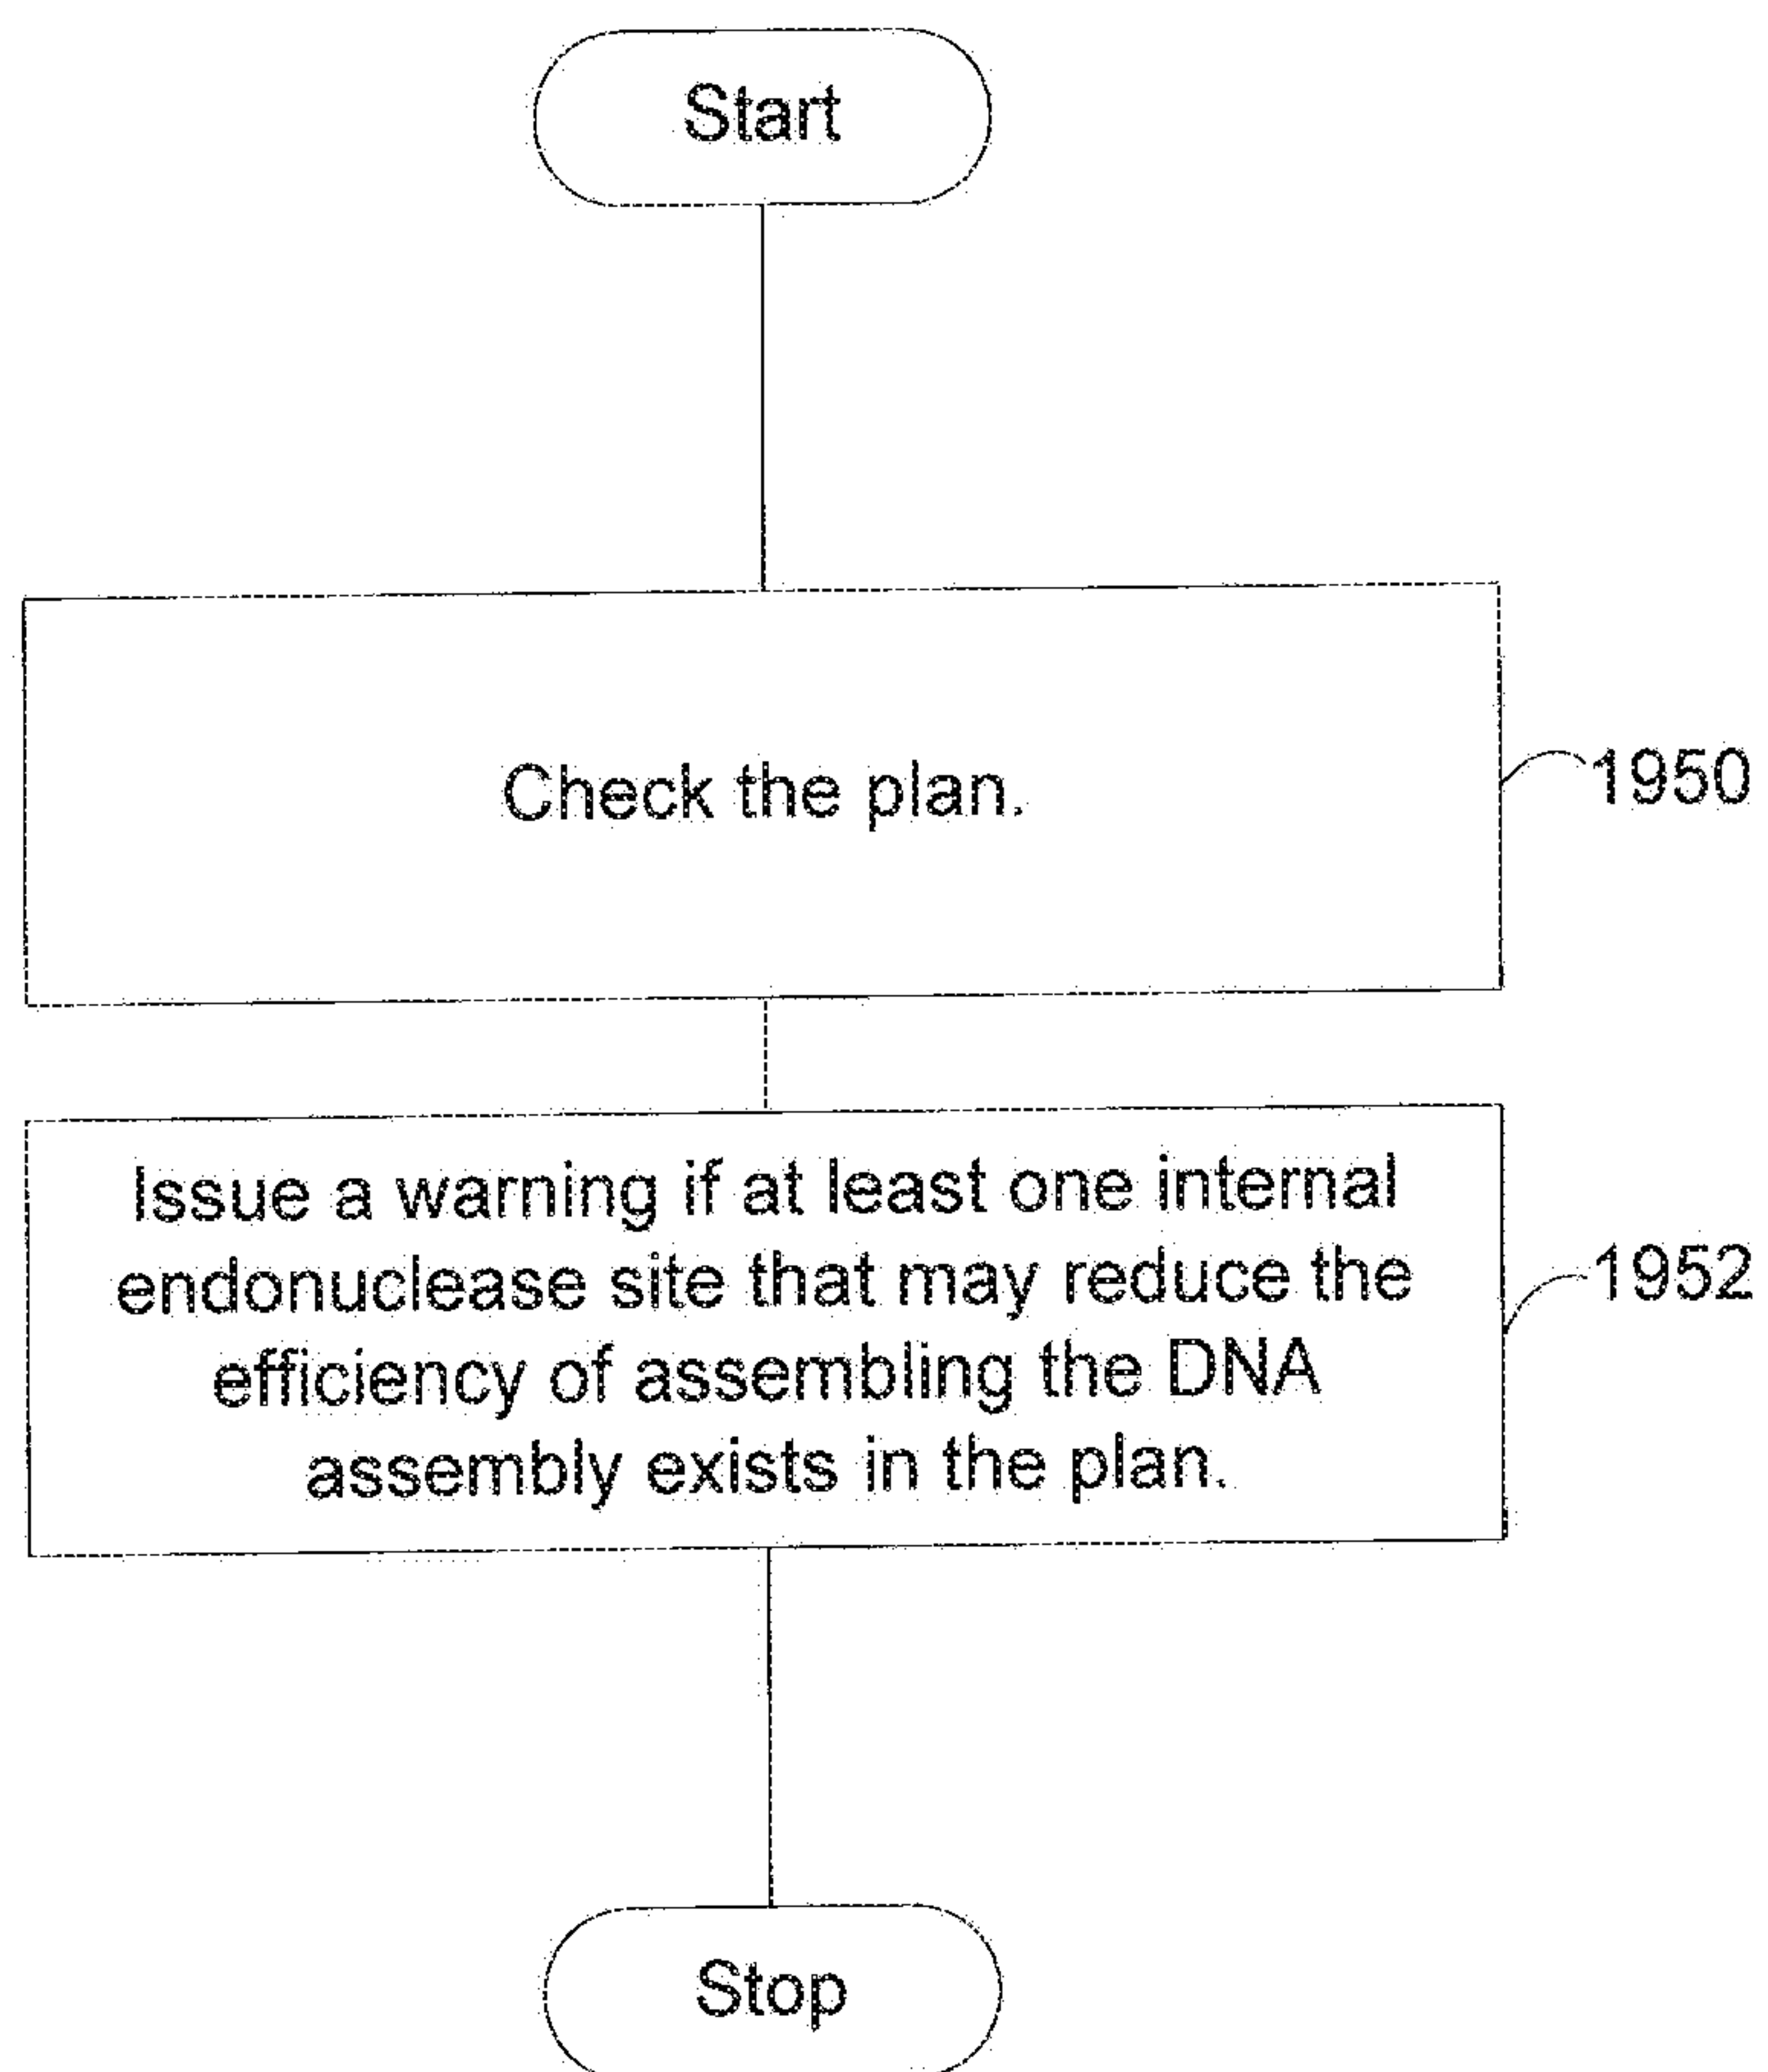 Start
Check the plan.
1950
Issue a warning if at least one internal
endonuclease site that may reduce the
efficiency of assembling the DNA
assembly exists in the plan.
1952
Stop